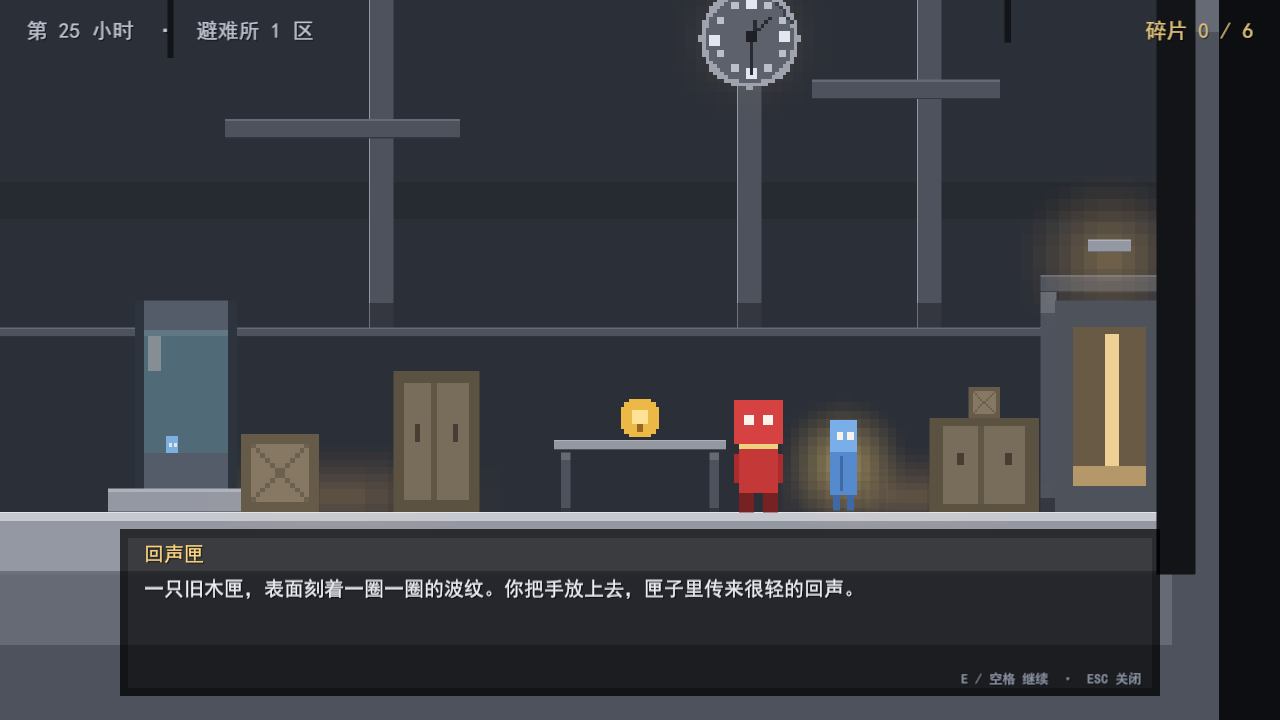 第 25 小时 · 避难所 1 区
碎片 0 / 6
回声匣
一只旧木匣，表面刻着一圈一圈的波纹。你把手放上去，匣子里传来很轻的回声。
E / 空格 继续 · ESC 关闭